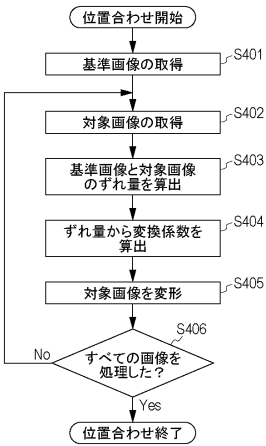 位置合わせ開始
S401
基準画像の取得
S402
対象画像の取得
S403
基準画像と対象画像
のずれ量を算出
S404
ずれ量から変換係数を
算出
S405
対象画像を変形
S406
すべての画像を
処理した？
No
Yes
位置合わせ終了